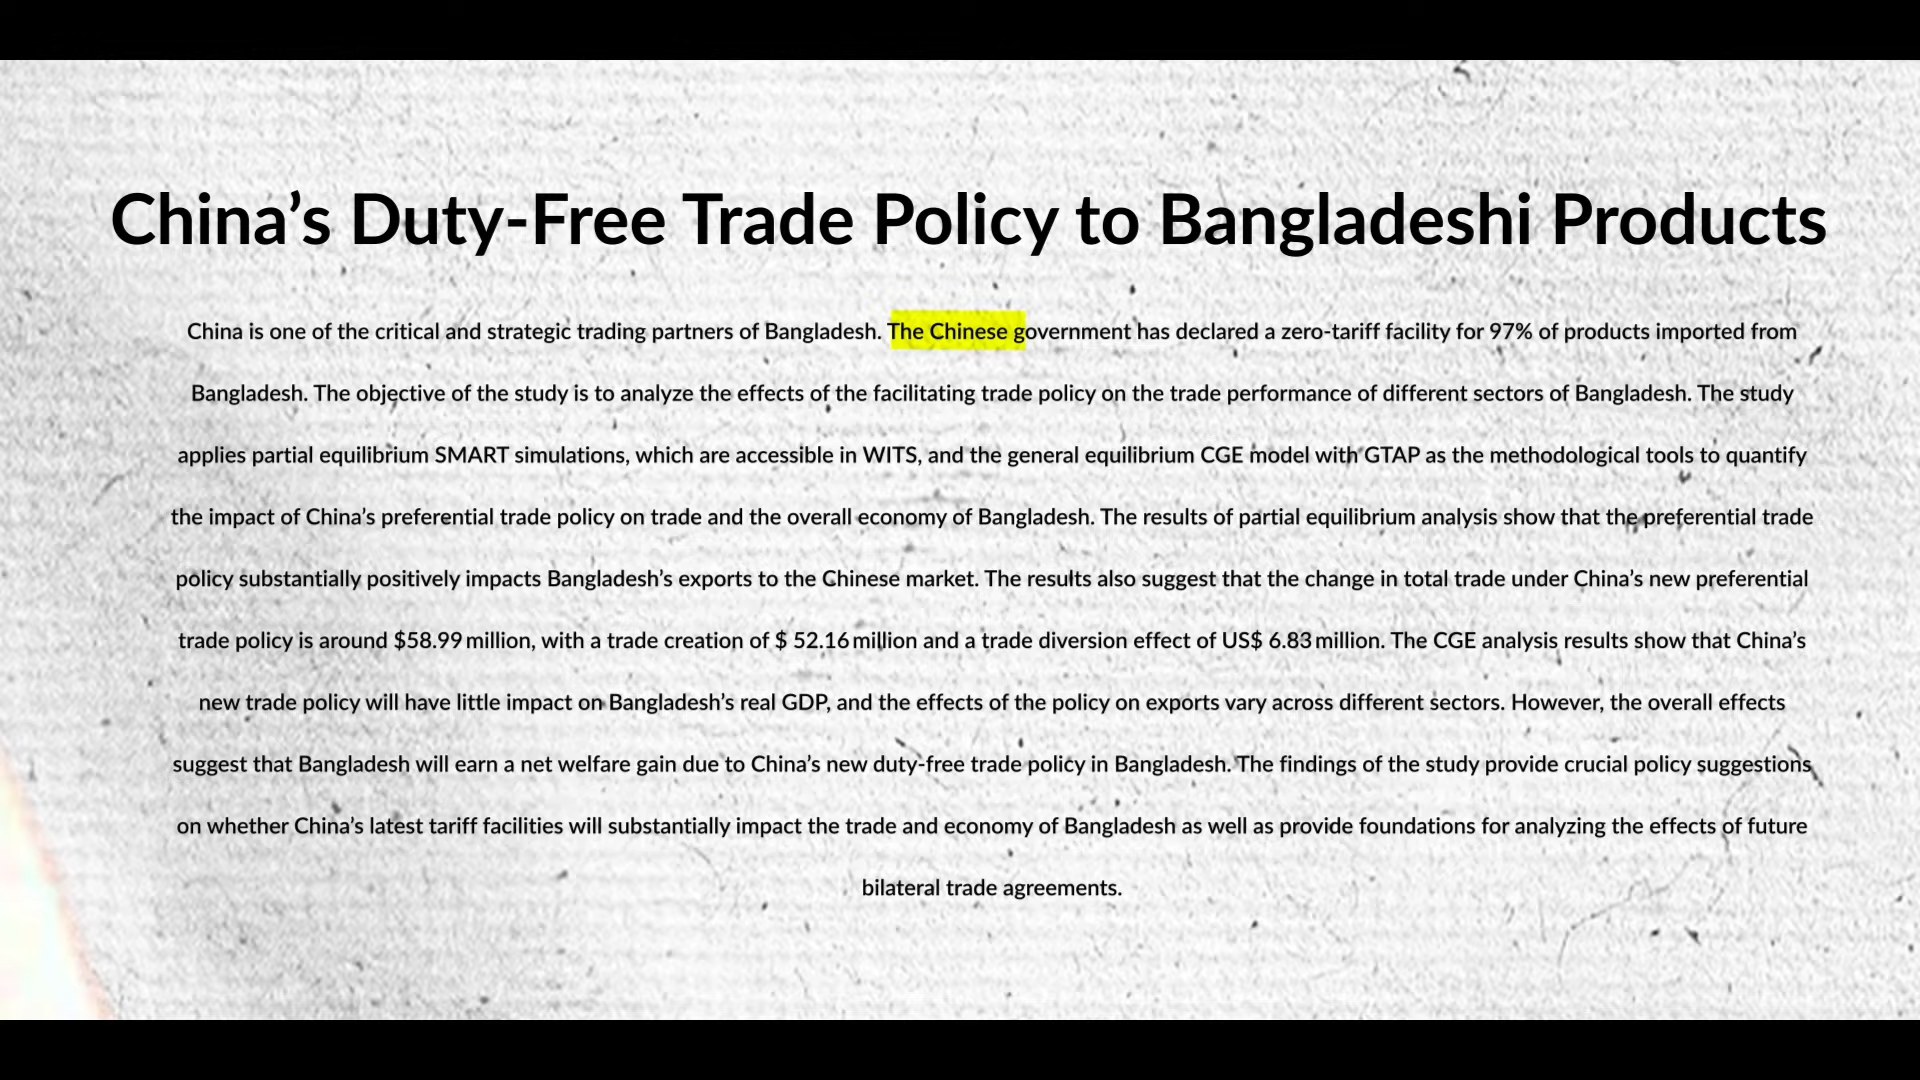 China’s Duty-Free Trade Policy to Bangladeshi Products
China is one of the critical and strategic trading partners of Bangladesh. The Chinese government has declared a zero-tariff facility for 97% of products imported from
Bangladesh. The objective of the study is to analyze the effects of the facilitating trade policy on the trade performance of different sectors of Bangladesh. The study
applies partial equilibrium SMART simulations, which are accessible in WITS, and the general equilibrium CGE model with GTAP as the methodological tools to quantify
the impact of China’s preferential trade policy on trade and the overall economy of Bangladesh. The results of partial equilibrium analysis show that the preferential trade
policy substantially positively impacts Bangladesh’s exports to the Chinese market. The results also suggest that the change in total trade under China’s new preferential
trade policy is around $58.99 million, with a trade creation of $ 52.16 million and a trade diversion effect of US$ 6.83 million. The CGE analysis results show that China’s
new trade policy will have little impact on Bangladesh’s real GDP, and the effects of the policy on exports vary across different sectors. However, the overall effects
suggest that Bangladesh will earn a net welfare gain due to China’s new duty-free trade policy in Bangladesh. The findings of the study provide crucial policy suggestions
on whether China’s latest tariff facilities will substantially impact the trade and economy of Bangladesh as well as provide foundations for analyzing the effects of future
bilateral trade agreements.